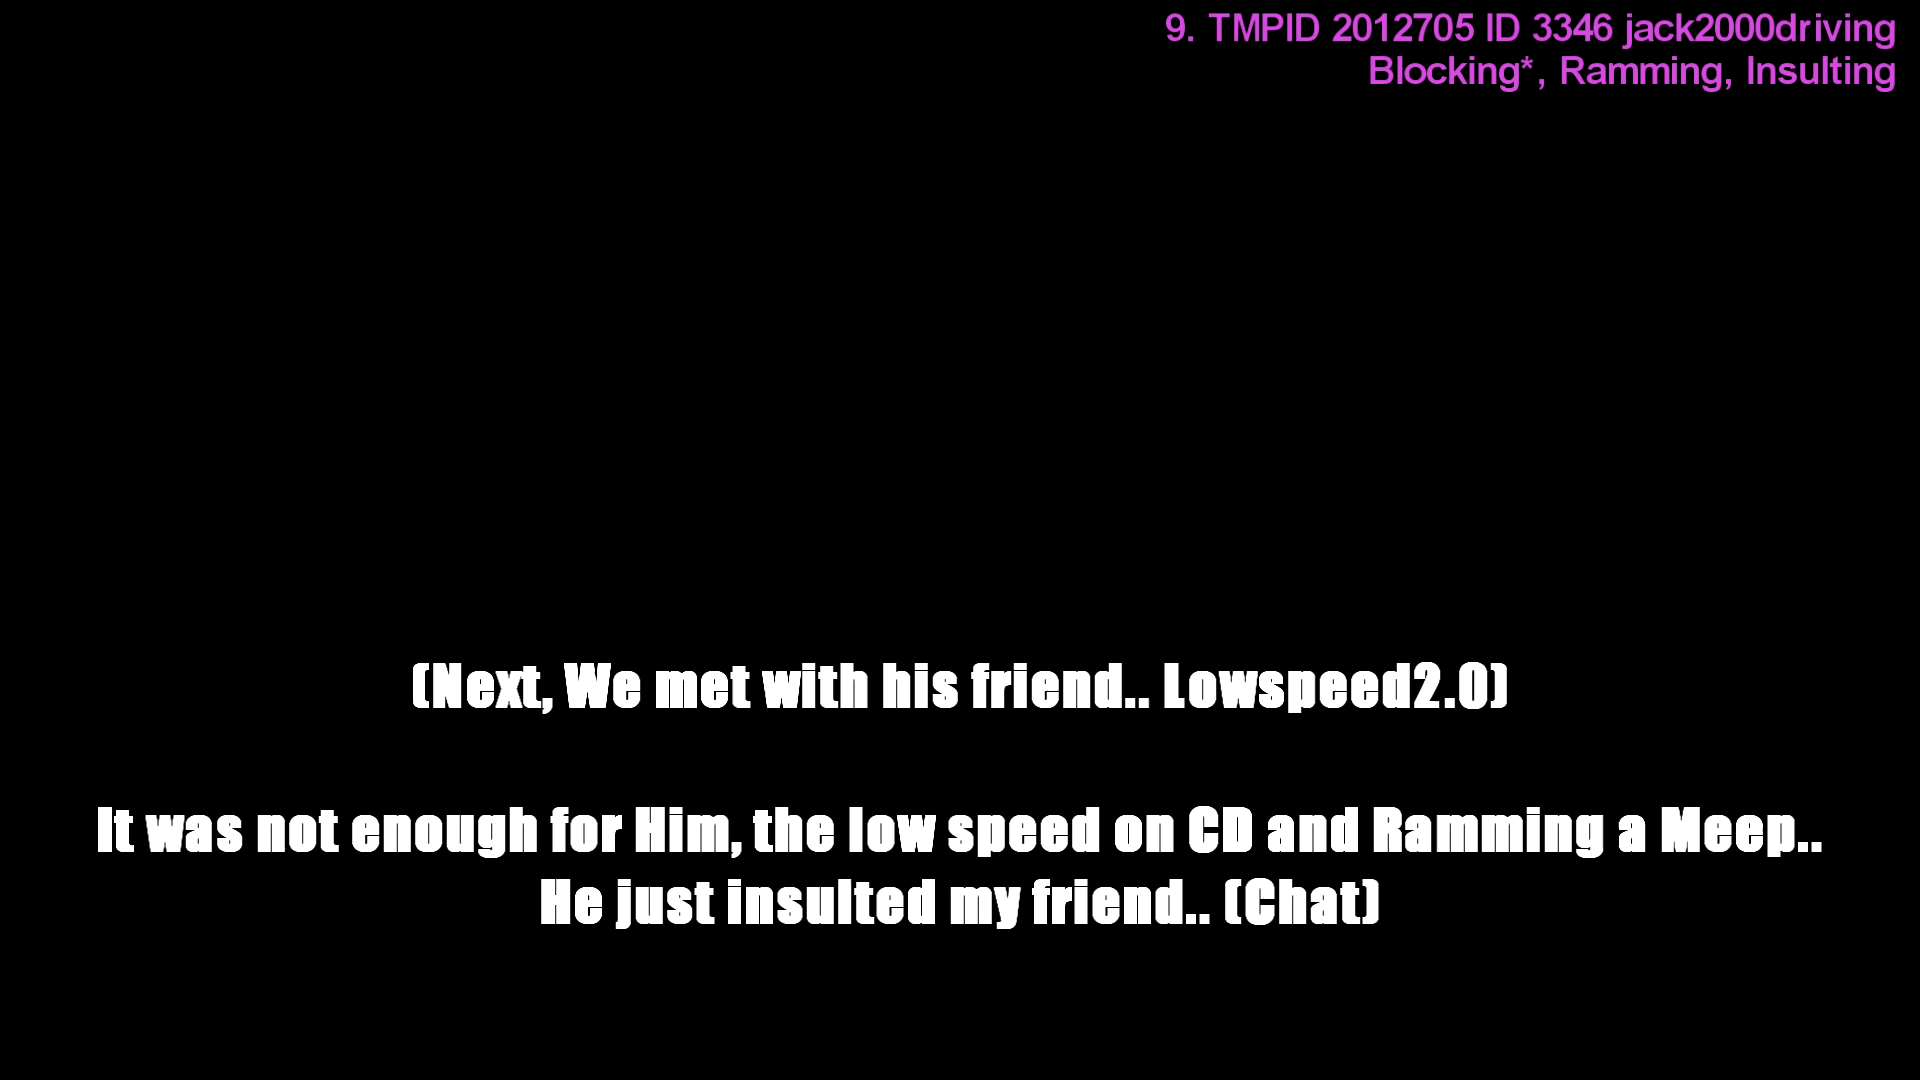 9. TMPID 2012705 ID 3346 jack2000driving
Blocking*, Ramming, Insulting
(Next, We met with his friend.. Lowspeed2.0)
It was not enough for Him, the low speed on CD and Ramming a Meep..
He just insulted my friend.. (Chat)